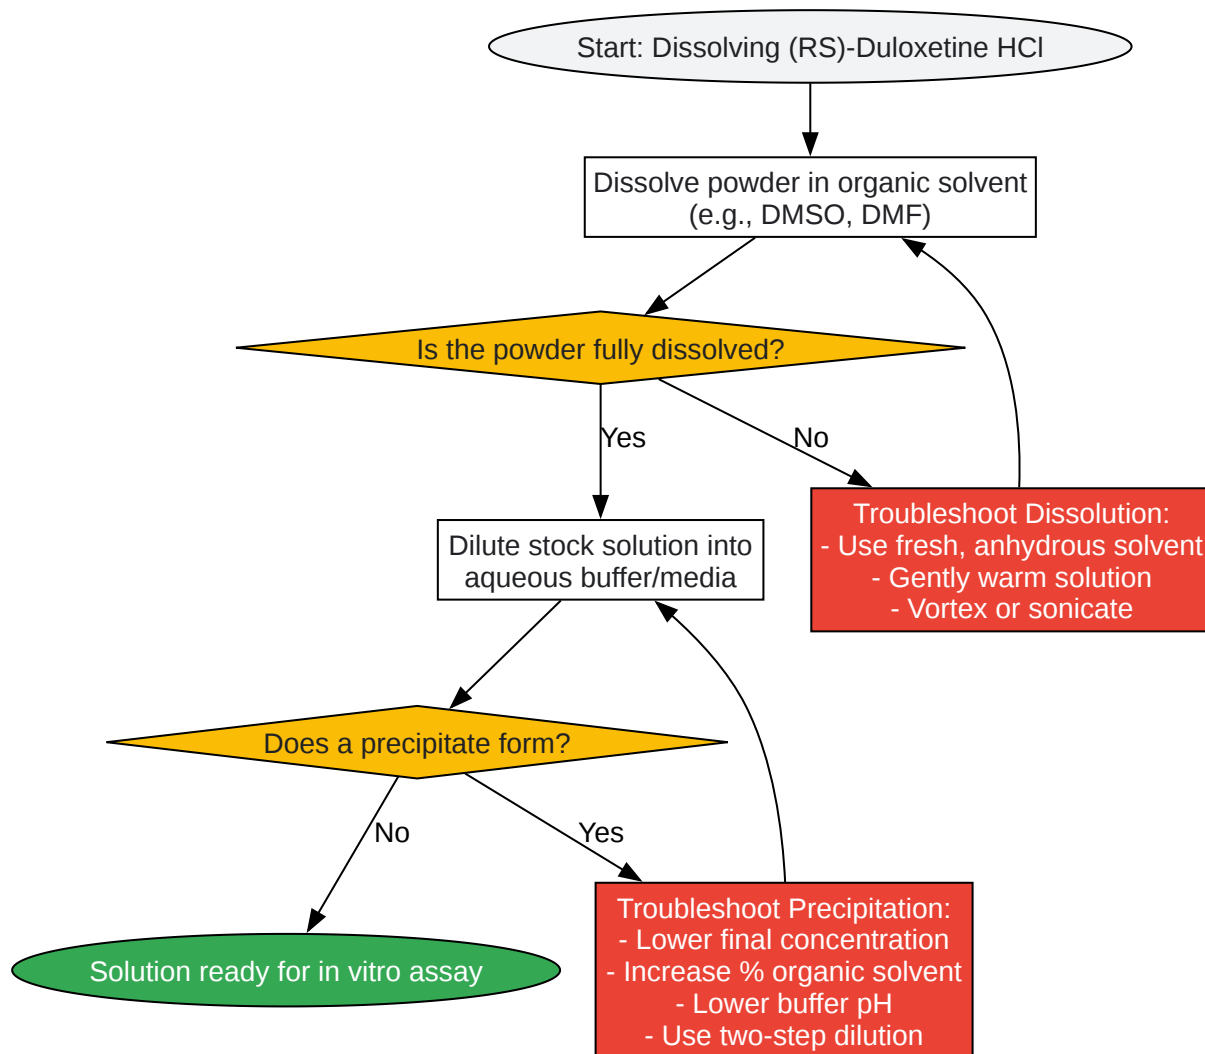 Start: Dissolving (RS)-Duloxetine HCl
Dissolve powder in organic solvent
(e.g., DMSO, DMF)
Is the powder fully dissolved?
Yes
No
Troubleshoot Dissolution:
- Use fresh, anhydrous solvent
- Gently warm solution
- Vortex or sonicate
Dilute stock solution into
aqueous buffer/media
Does a precipitate form?
No
Yes
Troubleshoot Precipitation:
- Lower final concentration
- Increase % organic solvent
- Lower buffer pH
- Use two-step dilution
Solution ready for in vitro assay